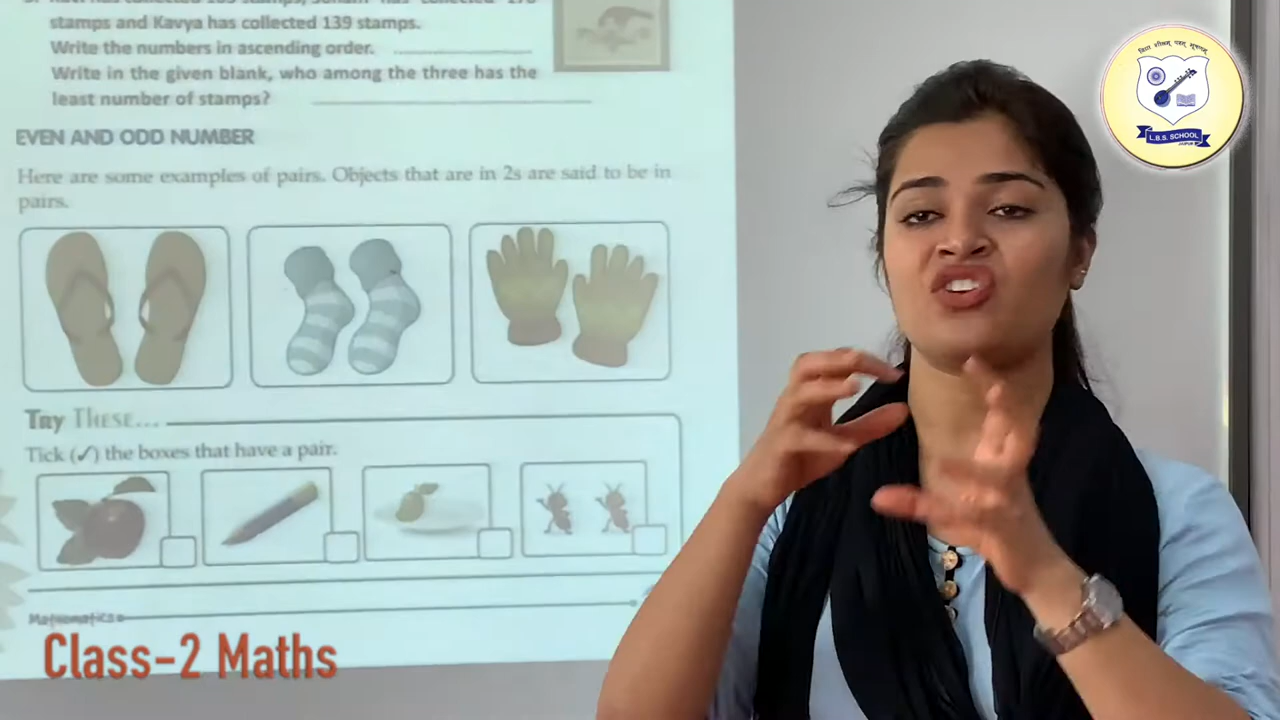 stamps and Kavya has collected 139 stamps.
Write the numbers in ascending order.
Write in the given blank, who among the three has the
least number of stamps?
EVEN AND ODD NUMBER
Here are some examples of pairs. Objects that are in 2s are said to be in
pairs.
TRY THESE...
Tick (✓) the boxes that have a pair.
Mathematics
Class-2 Maths
L.B.S. SCHOOL
JAIPUR